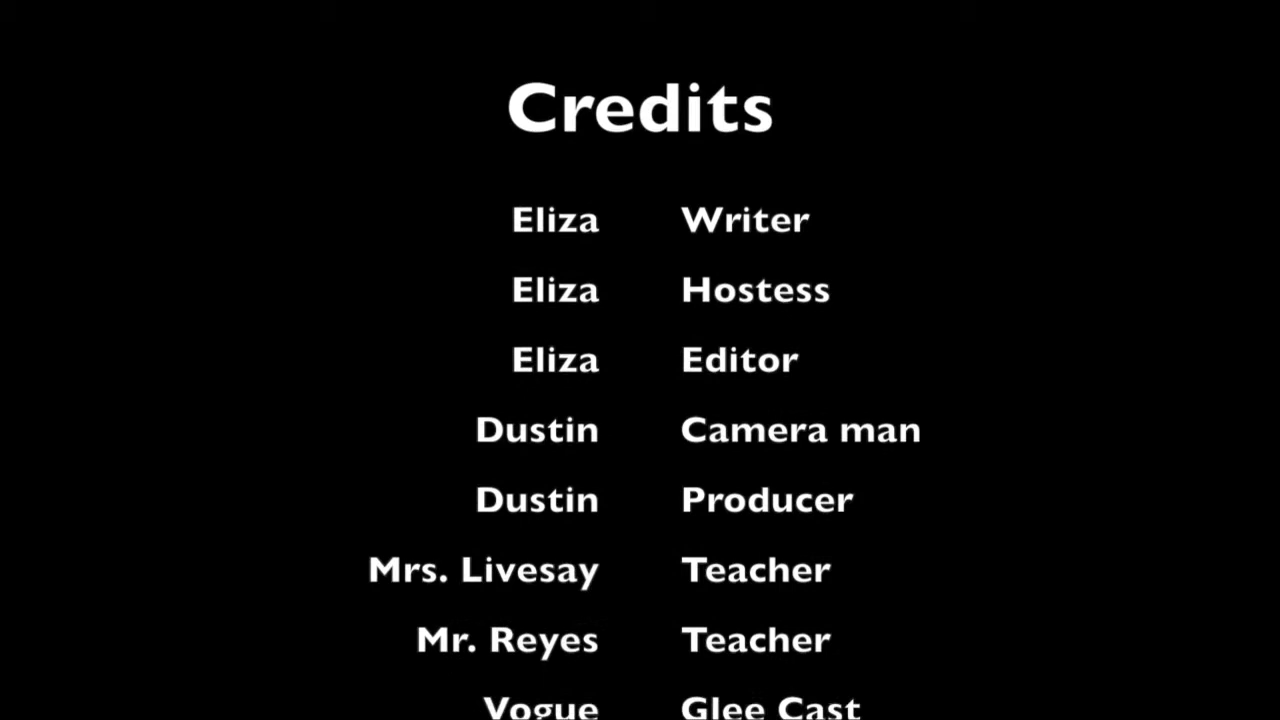 Credits
Eliza Writer
Eliza Hostess
Eliza Editor
Dustin Camera man
Dustin Producer
Mrs. Livesay Teacher
Mr. Reyes Teacher
Vogue Glee Cast